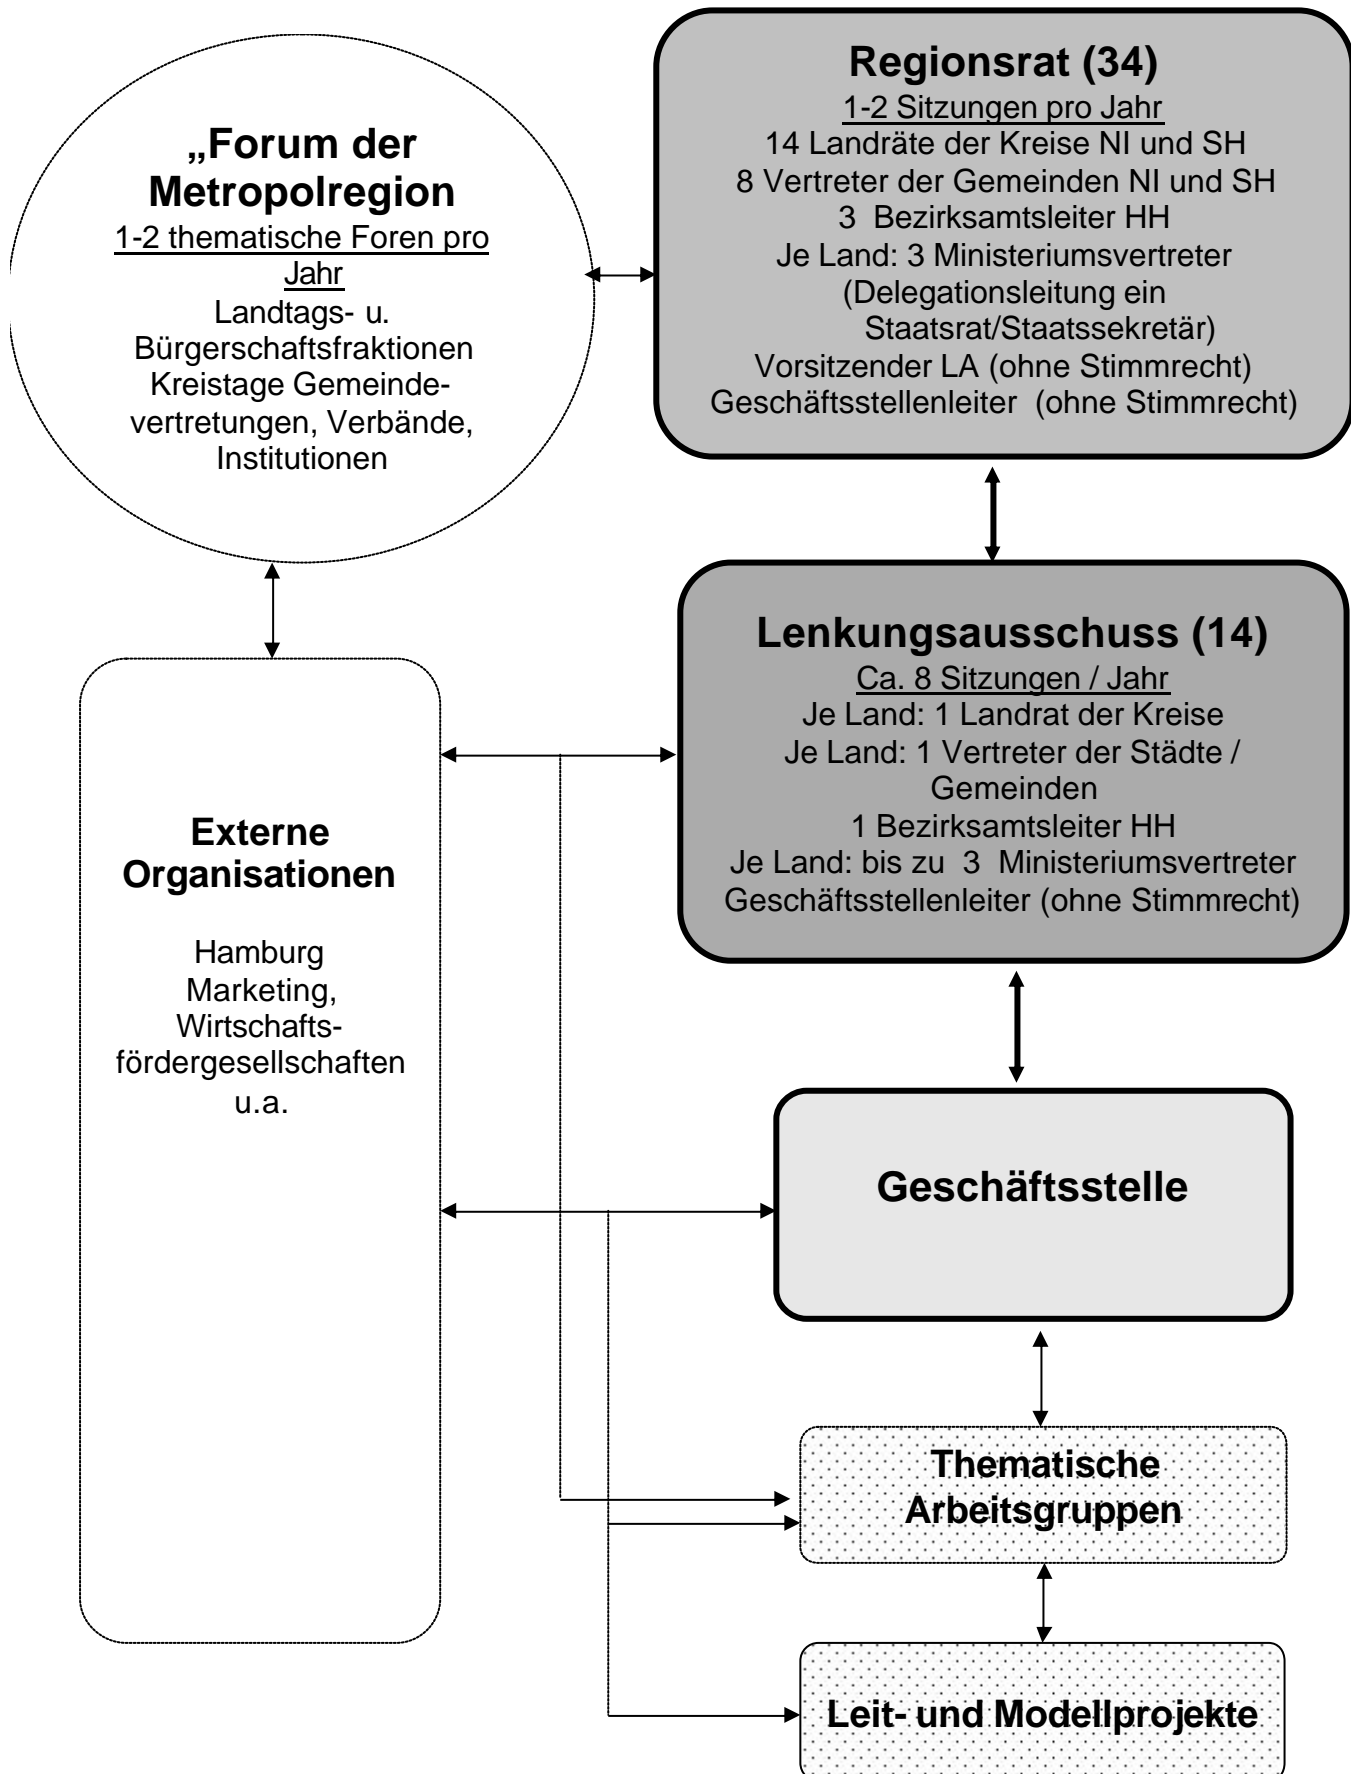 „Forum der
Metropolregion
1-2 thematische Foren pro
Jahr
Landtags- u.
Bürgerschaftsfraktionen
Kreistage Gemeinde-
vertretungen, Verbände,
Institutionen
Regionsrat (34)
1-2 Sitzungen pro Jahr
14 Landräte der Kreise NI und SH
8 Vertreter der Gemeinden NI und SH
3 Bezirksamtsleiter HH
Je Land: 3 Ministeriumsvertreter
(Delegationsleitung ein
Staatsrat/Staatssekretär)
Vorsitzender LA (ohne Stimmrecht)
Geschäftsstellenleiter (ohne Stimmrecht)
Lenkungsausschuss (14)
Ca. 8 Sitzungen / Jahr
Je Land: 1 Landrat der Kreise
Je Land: 1 Vertreter der Städte /
Gemeinden
1 Bezirksamtsleiter HH
Je Land: bis zu 3 Ministeriumsvertreter
Geschäftsstellenleiter (ohne Stimmrecht)
Externe
Organisationen
Hamburg
Marketing,
Wirtschafts-
fördergesellschaften
u.a.
Geschäftsstelle
Thematische
Arbeitsgruppen
Leit- und Modellprojekte